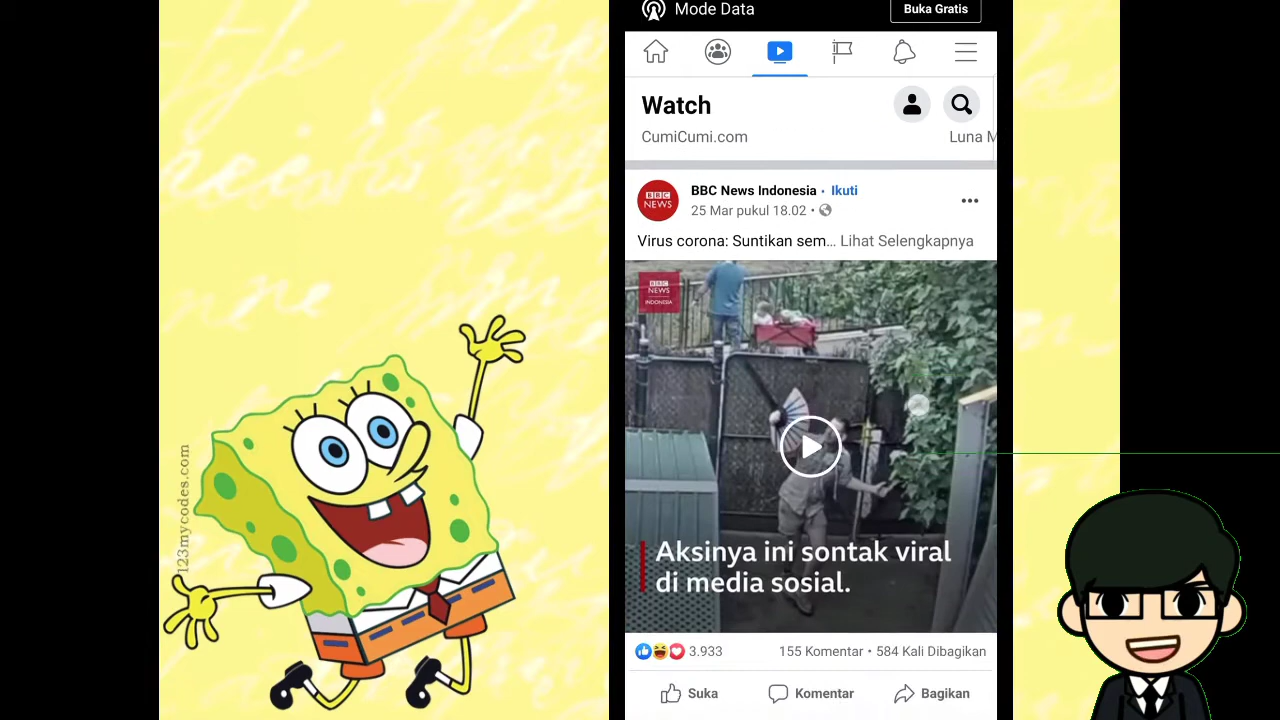 Mode Data
Buka Gratis
Watch
CumiCumi.com
Luna M
BBC NEWS
BBC News Indonesia · Ikuti
25 Mar pukul 18.02 •
Virus corona: Suntikan sem... Lihat Selengkapnya
BBC
NEWS
INDONESIA
Aksinya ini sontak viral
di media sosial.
3.933
155 Komentar • 584 Kali Dibagikan
Suka
Komentar
Bagikan
123mycodes.com